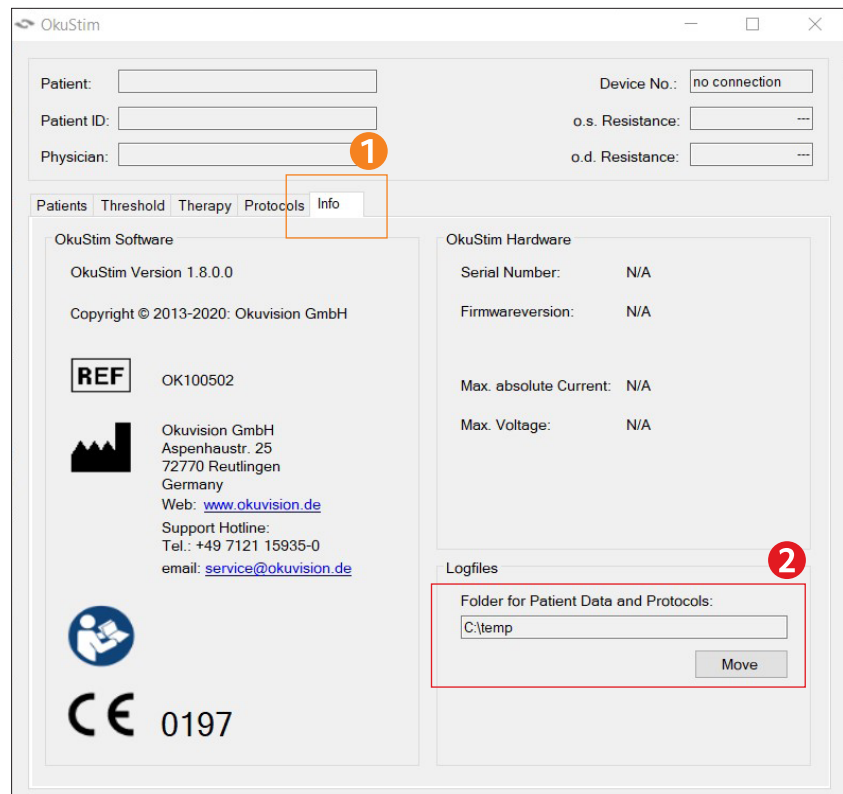 OkuStim
Patient:
Device No.: no connection
Patient ID:
o.s. Resistance: ---
Physician:
o.d. Resistance: ---
1
Patients Threshold Therapy Protocols Info
OkuStim Software
OkuStim Version 1.8.0.0
Copyright © 2013-2020: Okuvision GmbH
REF OK100502
Okuvision GmbH
Aspenhaustr. 25
72770 Reutlingen
Germany
Web: www.okuvision.de
Support Hotline:
Tel.: +49 7121 15935-0
email: service@okuvision.de
CE 0197
OkuStim Hardware
Serial Number: N/A
Firmwareversion: N/A
Max. absolute Current: N/A
Max. Voltage: N/A
2
Logfiles
Folder for Patient Data and Protocols:
C:\temp
Move